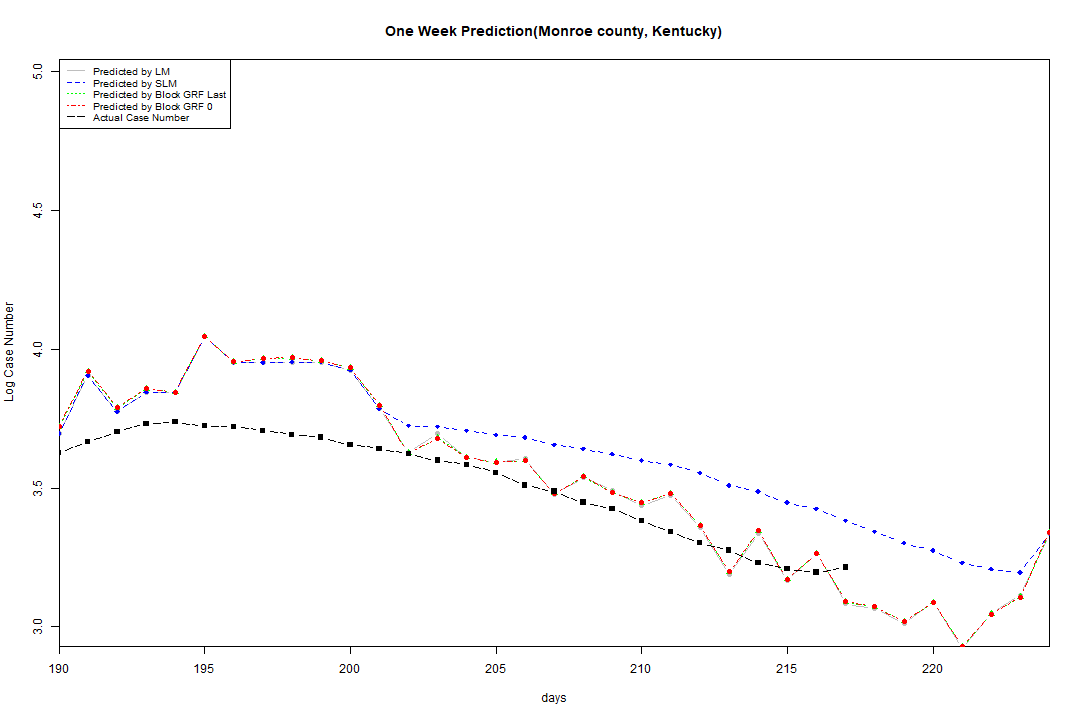 One Week Prediction(Monroe county, Kentucky)
Predicted by LM
Predicted by SLM
Predicted by Block GRF Last
Predicted by Block GRF 0
Actual Case Number
5.0
4.5
4.0
3.5
3.0
Log Case Number
190 195 200 205 210 215 220
days